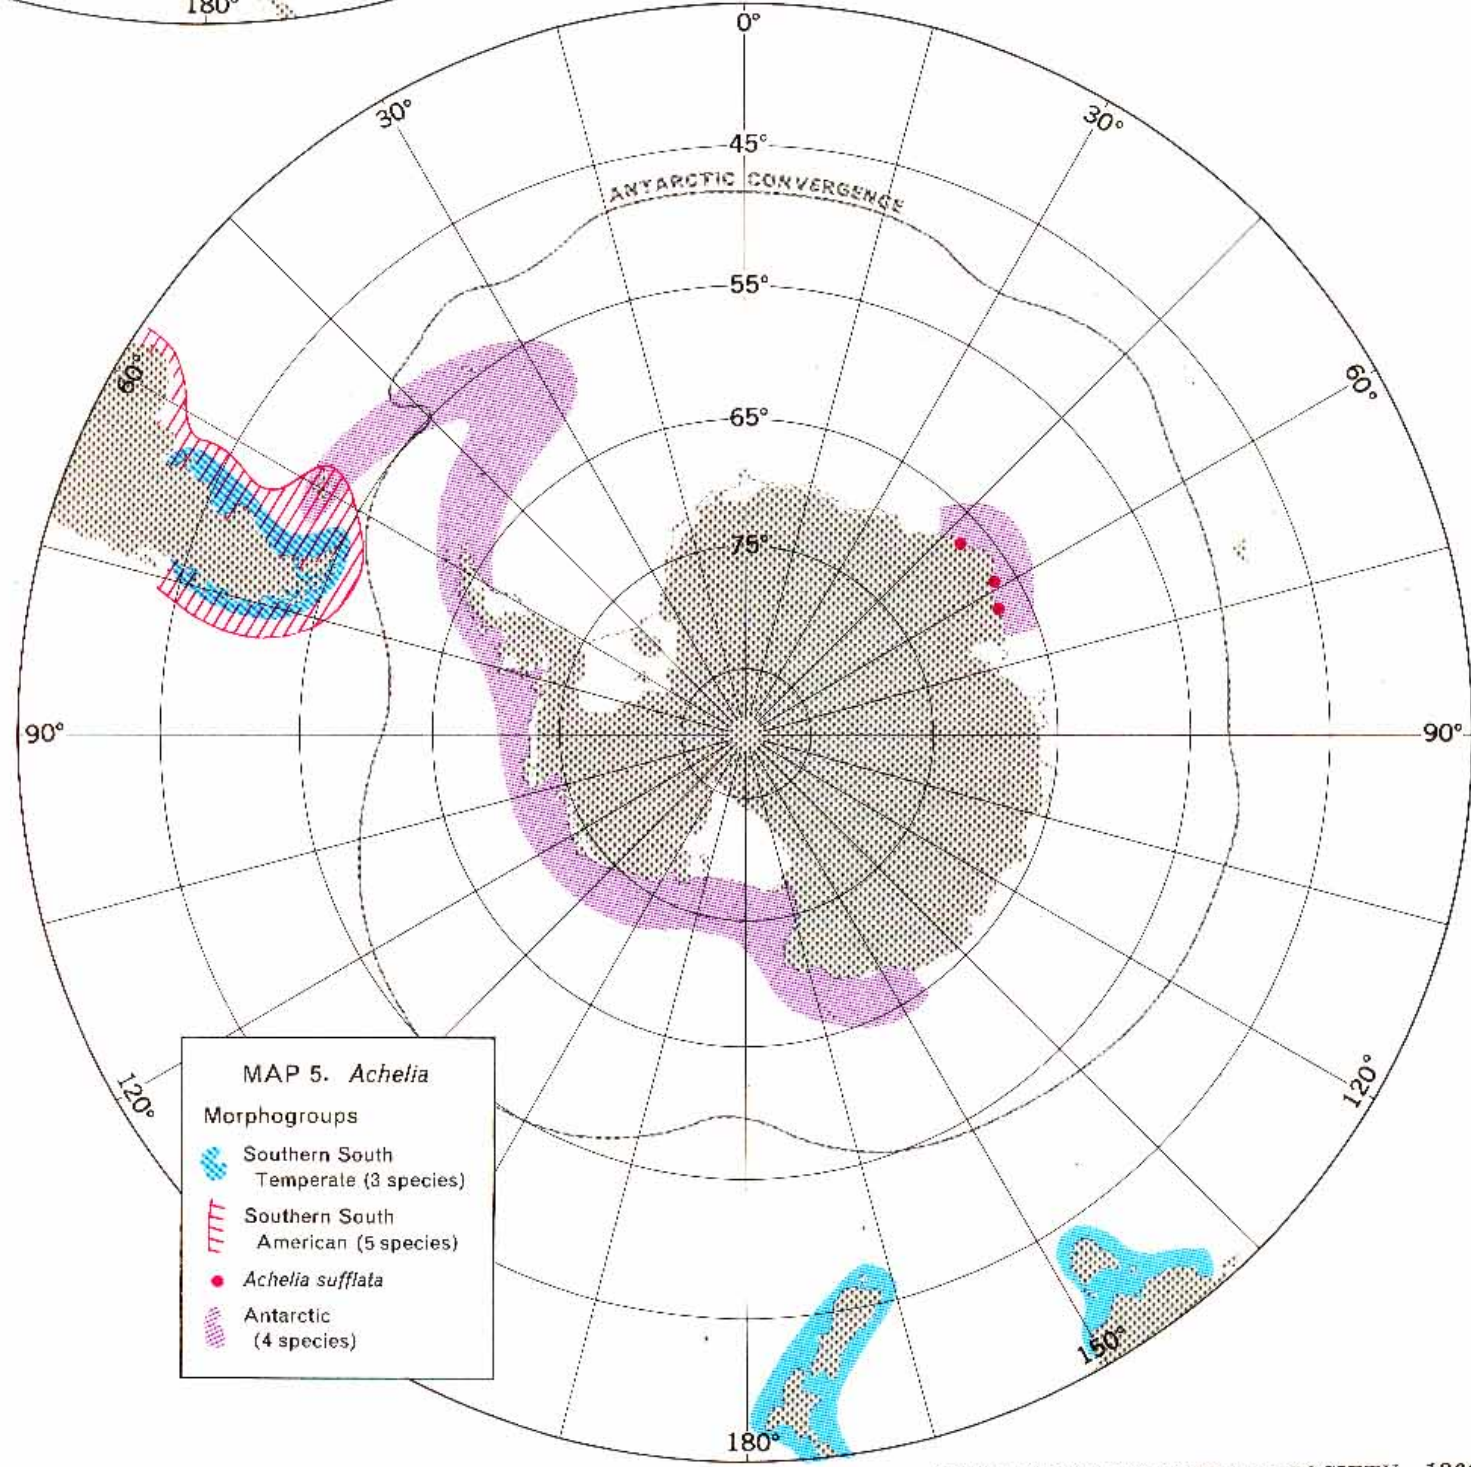 180°
0°
30°
30°
45°
ANTARCTIC CONVERGENCE
55°
60°
60°
65°
75°
90°
90°
120°
120°
150°
180°
MAP 5. Achelia
Morphogroups
Southern South
Temperate (3 species)
Southern South
American (5 species)
Achelia sufflata
Antarctic
(4 species)